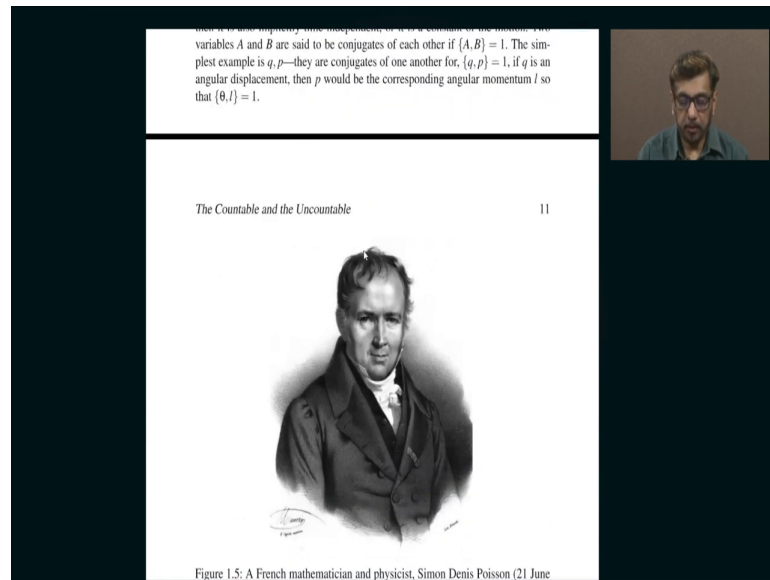 variables A and B are said to be conjugates of each other if {A,B} = 1. The sim-
plest example is q, p—they are conjugates of one another for, {q, p} = 1, if q is an
angular displacement, then p would be the corresponding angular momentum l so
that {θ,l} = 1.
The Countable and the Uncountable 11
Figure 1.5: A French mathematician and physicist, Simon Denis Poisson (21 June